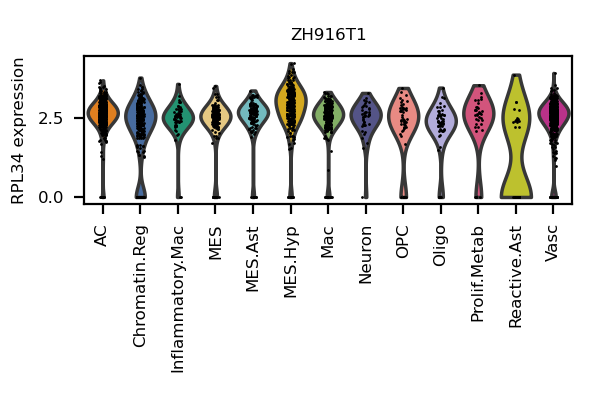 ZH916T1
RPL34 expression
2.5
0.0
AC
Chromatin.Reg
Inflammatory.Mac
MES
MES.Ast
MES.Hyp
Mac
Neuron
OPC
Oligo
Prolif.Metab
Reactive.Ast
Vasc